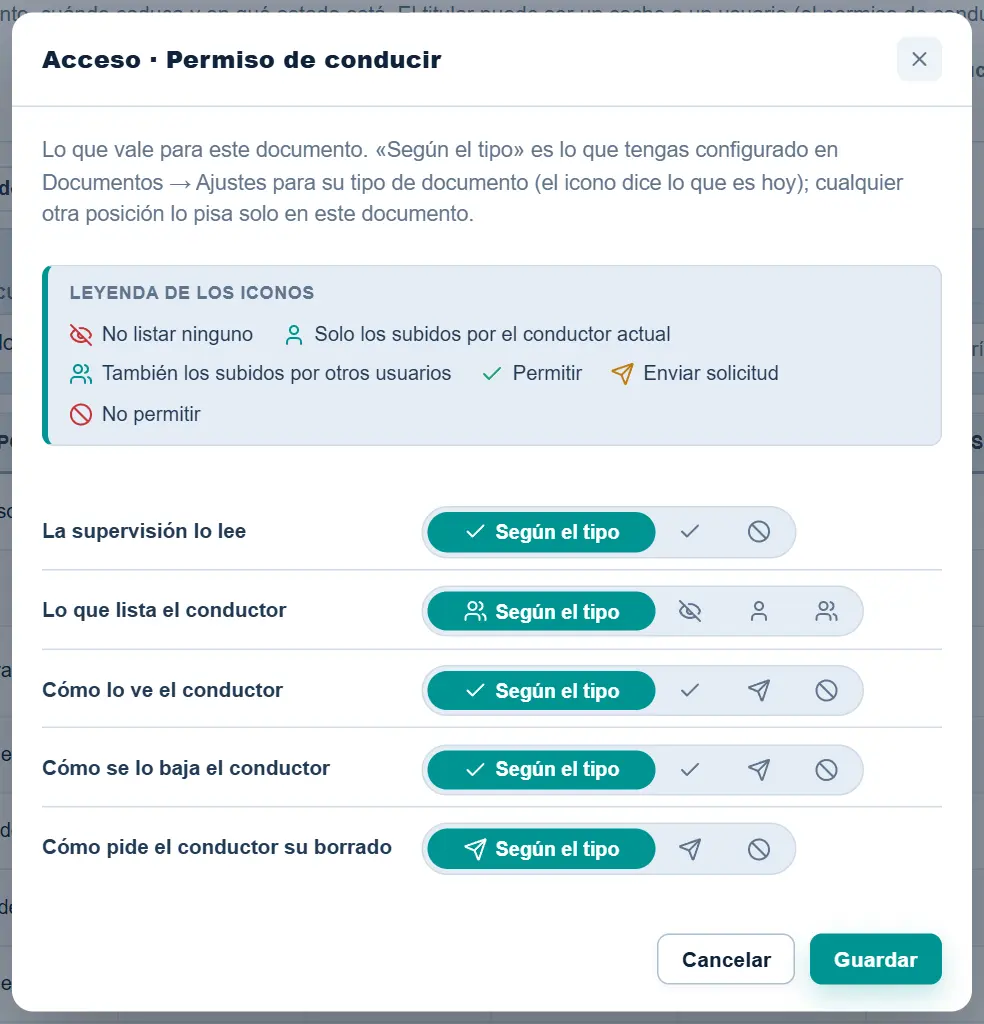 Acceso · Permiso de conducir
Lo que vale para este documento. «Según el tipo» es lo que tengas configurado en
Documentos → Ajustes para su tipo de documento (el icono dice lo que es hoy); cualquier
otra posición lo pisa solo en este documento.
LEYENDA DE LOS ICONOS
No listar ninguno Solo los subidos por el conductor actual
También los subidos por otros usuarios Permitir Enviar solicitud
No permitir
La supervisión lo lee Según el tipo
Lo que lista el conductor Según el tipo
Cómo lo ve el conductor Según el tipo
Cómo se lo baja el conductor Según el tipo
Cómo pide el conductor su borrado Según el tipo
Cancelar Guardar